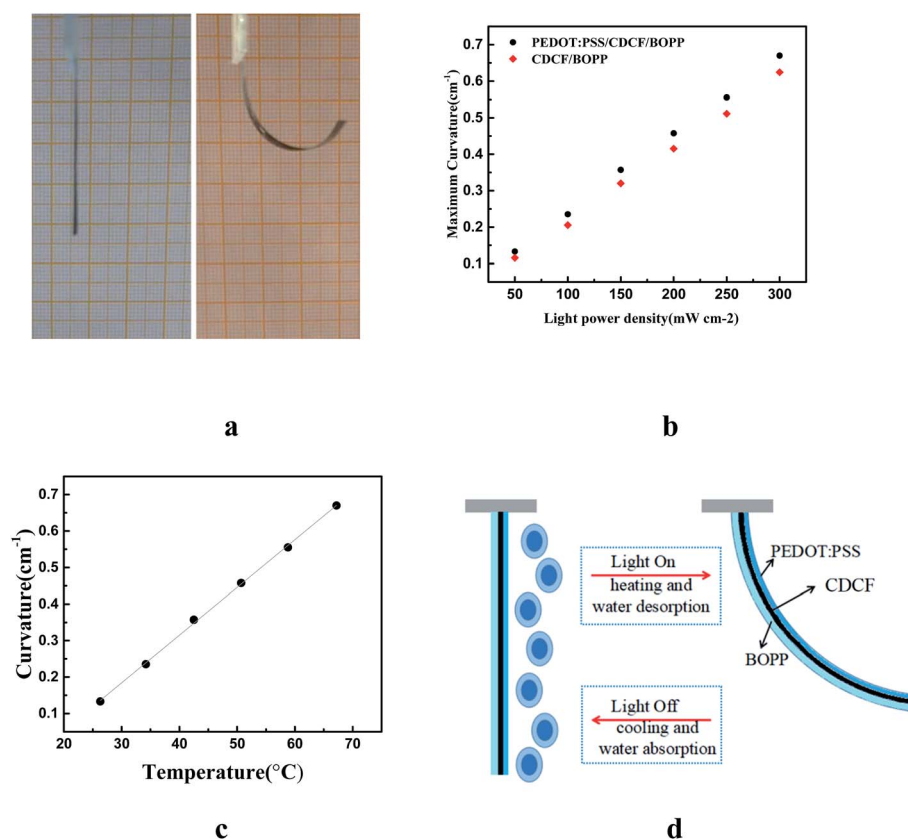 PEDOT:PSS/CDCF/BOPP
CDCF/BOPP
Maximum Curvature(cm-1)
0.7
0.6
0.5
0.4
0.3
0.2
0.1
50 100 150 200 250 300
Light power density(mW cm-2)
a
b
Curvature(cm-1)
0.7
0.6
0.5
0.4
0.3
0.2
0.1
20 30 40 50 60 70
Temperature(°C)
Light On
heating and
water desorption
Light Off
cooling and
water absorption
PEDOT:PSS
CDCF
BOPP
c
d